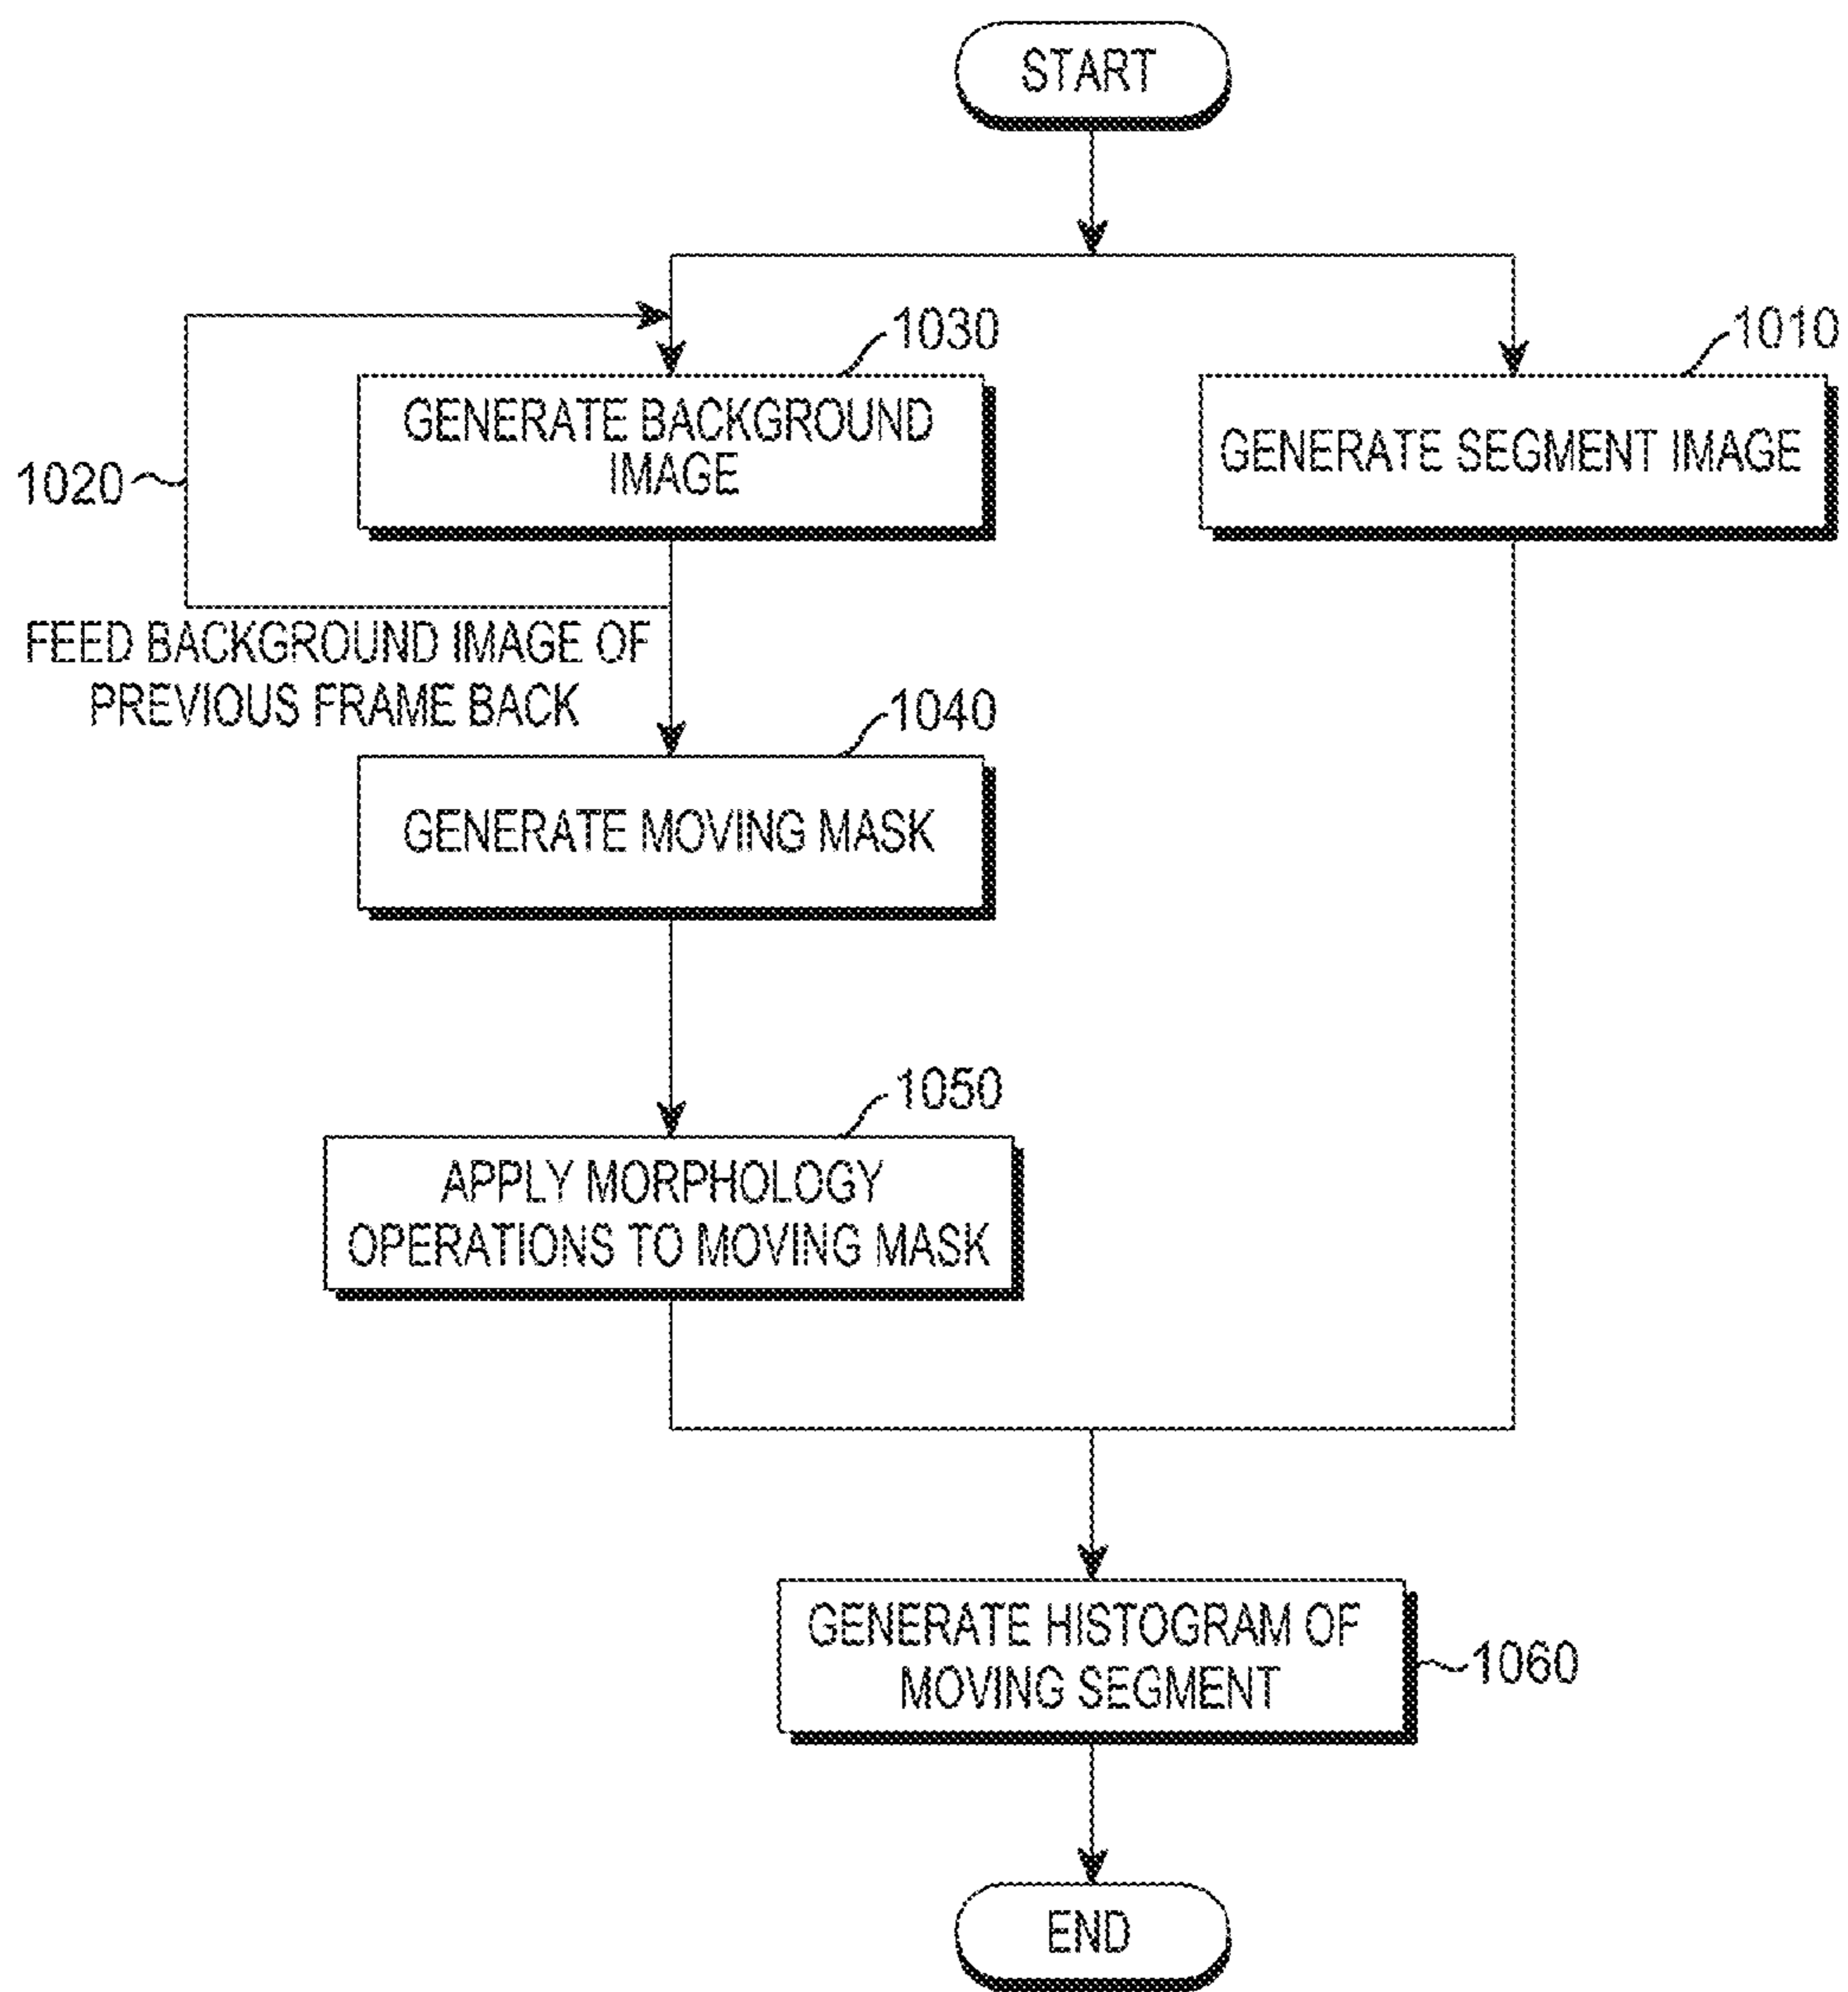 START
1030
1010
GENERATE BACKGROUND
IMAGE
GENERATE SEGMENT IMAGE
1020
FEED BACKGROUND IMAGE OF
PREVIOUS FRAME BACK
1040
GENERATE MOVING MASK
1050
APPLY MORPHOLOGY
OPERATIONS TO MOVING MASK
GENERATE HISTOGRAM OF
MOVING SEGMENT
1060
END